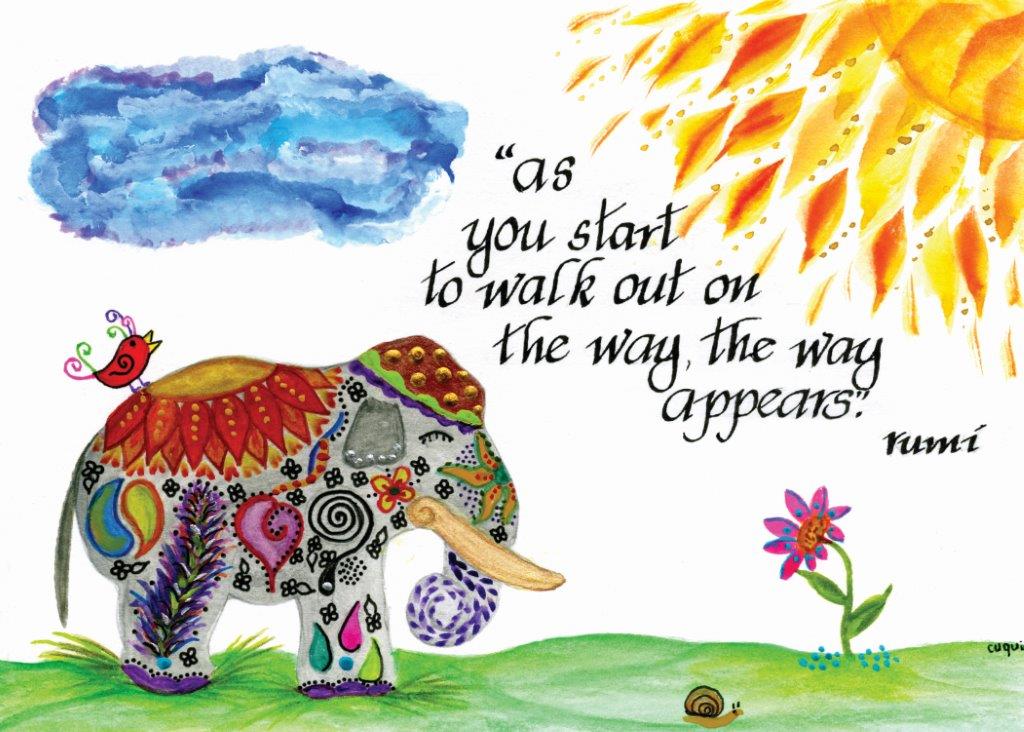 "as
you start
to walk out on
the way, the way
appears."
rumi